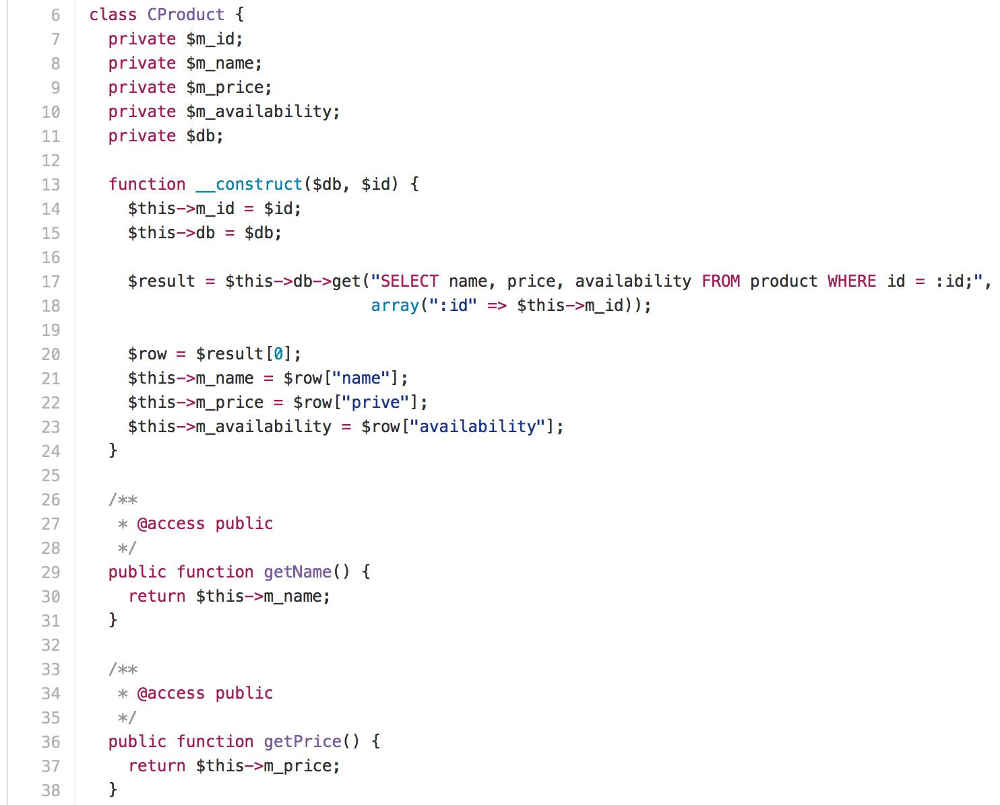 6 class CProduct {
7 private $m_id;
8 private $m_name;
9 private $m_price;
10 private $m_availability;
11 private $db;
12
13 function __construct($db, $id) {
14 $this->m_id = $id;
15 $this->db = $db;
16
17 $result = $this->db->get("SELECT name, price, availability FROM product WHERE id = :id;",
18 array(":id" => $this->m_id));
19
20 $row = $result[0];
21 $this->m_name = $row["name"];
22 $this->m_price = $row["prive"];
23 $this->m_availability = $row["availability"];
24 }
25
26 /**
27 * @access public
28 */
29 public function getName() {
30 return $this->m_name;
31 }
32
33 /**
34 * @access public
35 */
36 public function getPrice() {
37 return $this->m_price;
38 }